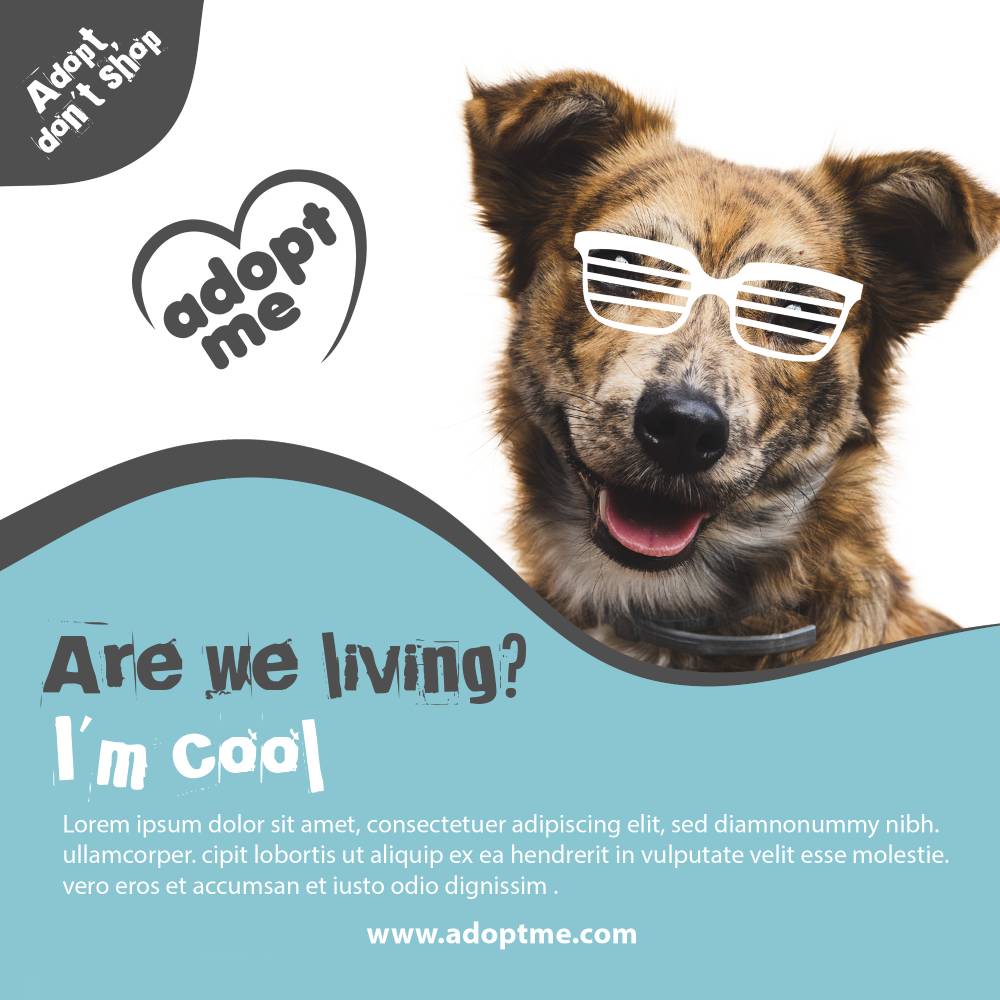 Adopt,
don't shop
adopt
me
Are we living?
I'm cool
Lorem ipsum dolor sit amet, consectetuer adipiscing elit, sed diamnonummy nibh.
ullamcorper. cipit lobortis ut aliquip ex ea hendrerit in vulputate velit esse molestie.
vero eros et accumsan et iusto odio dignissim .
www.adoptme.com